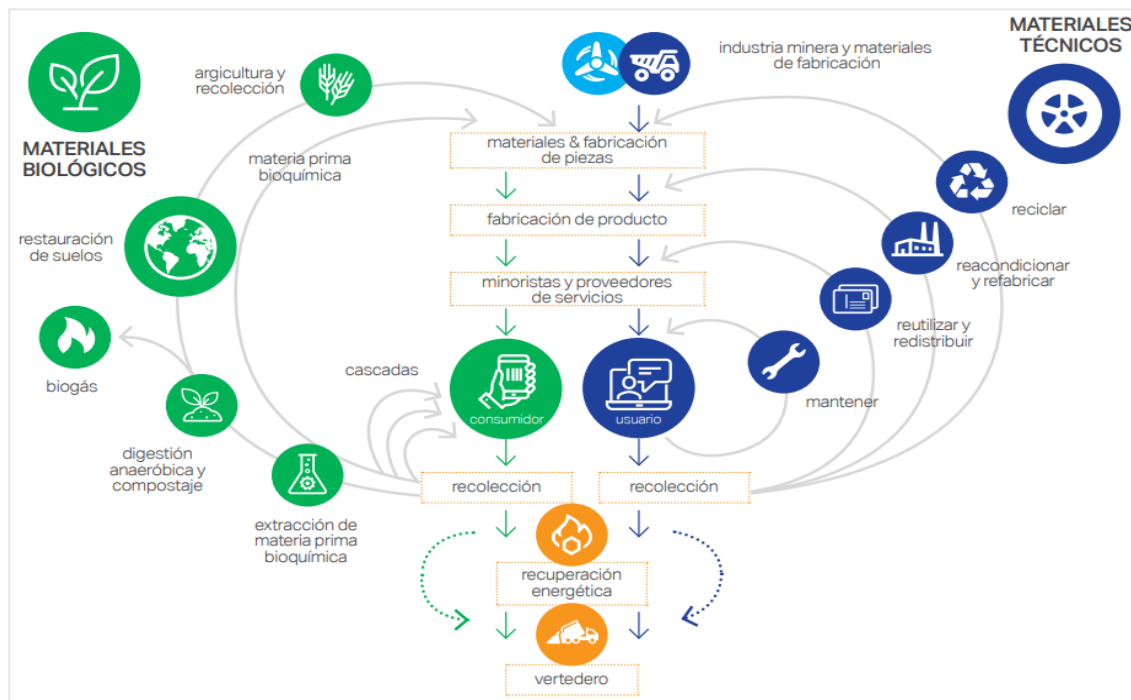 MATERIALES
BIOLÓGICOS
argicultura y
recolección
materia prima
bioquímica
restauración
de suelos
biogás
digestión
anaeróbica y
compostaje
extracción de
materia prima
bioquímica
cascadas
industria minera y materiales
de fabricación
materiales & fabricación
de piezas
fabricación de producto
minoristas y proveedores
de servicios
consumidor
usuario
recolección
recolección
recuperación
energética
vertedero
MATERIALES
TÉCNICOS
reciclar
reacondicionar
y refabricar
reutilizar y
redistribuir
mantener